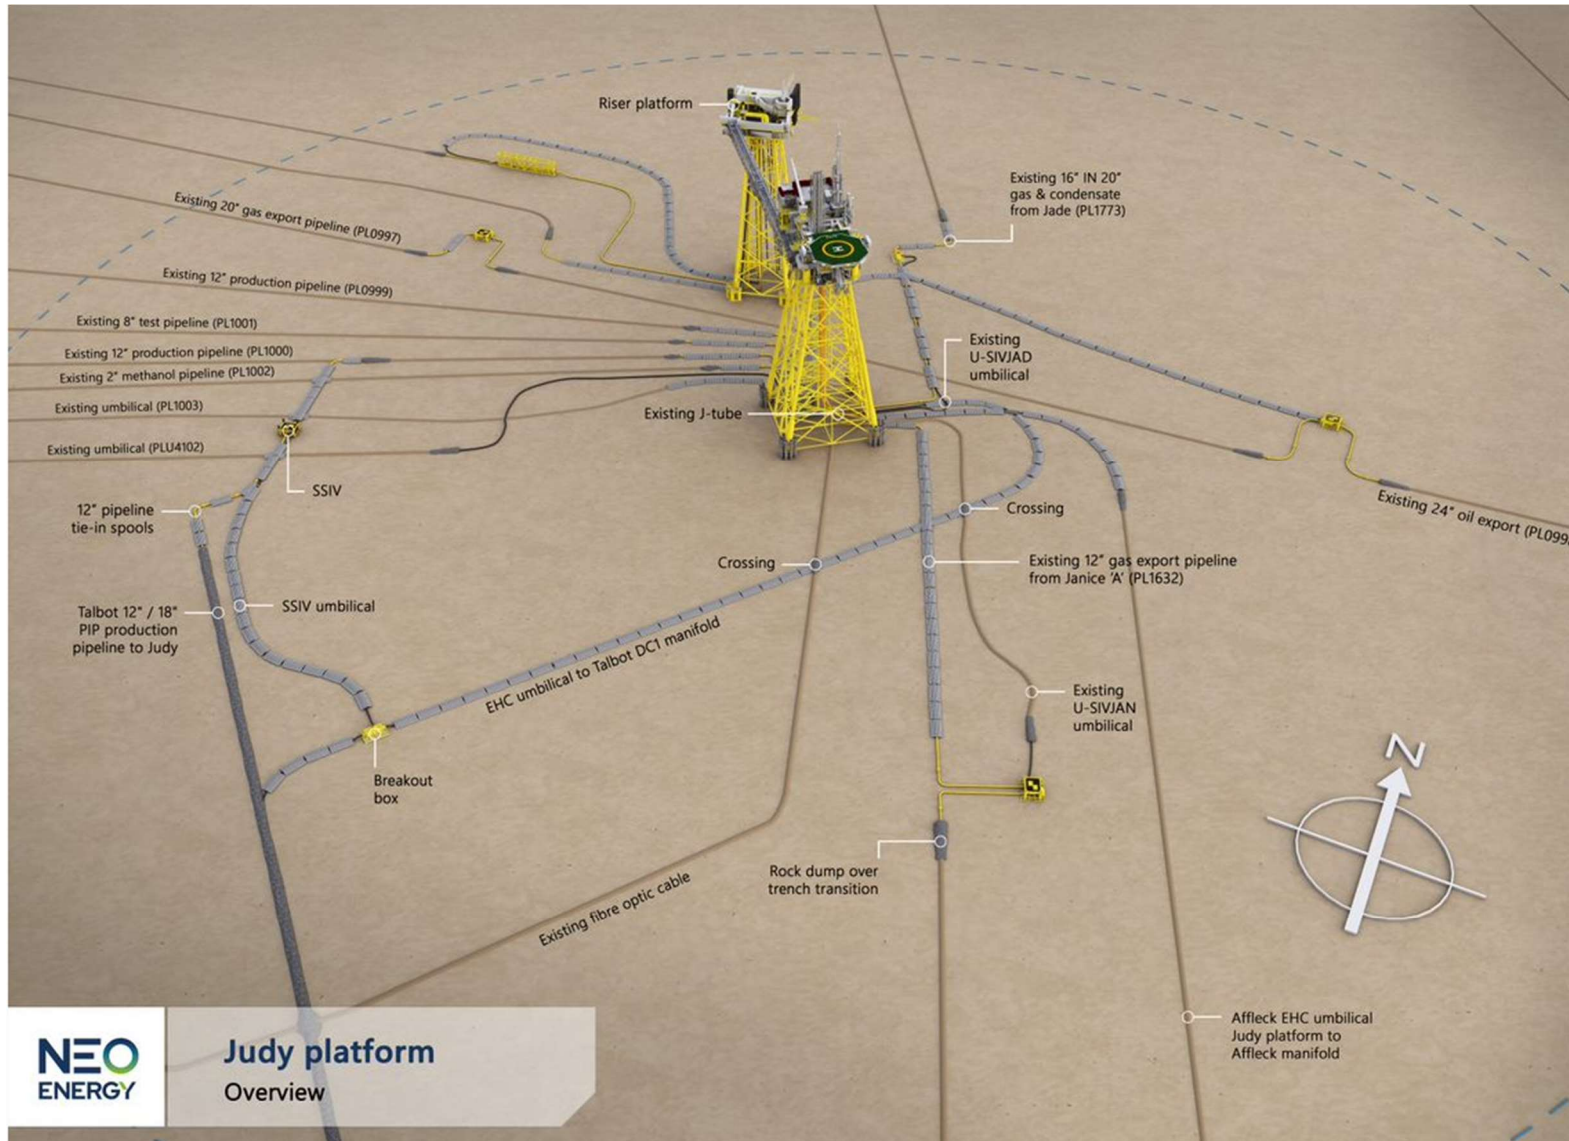 Riser platform
Existing 16" IN 20"
gas & condensate
from Jade (PL1773)
Existing 20" gas export pipeline (PL0997)
Existing 12" production pipeline (PL0999)
Existing 8" test pipeline (PL1001)
Existing 12" production pipeline (PL1000)
Existing 2" methanol pipeline (PL1002)
Existing umbilical (PL1003)
Existing umbilical (PLU4102)
Existing
U-SIVJAD
umbilical
Existing J-tube
H
SSIV
12" pipeline
tie-in spools
Existing 24" oil export (PL099
Crossing
Crossing
Existing 12" gas export pipeline
from Janice 'A' (PL1632)
Talbot 12" / 18"
PIP production
pipeline to Judy
SSIV umbilical
EHC umbilical to Talbot DC1 manifold
Existing
U-SIVJAN
umbilical
Breakout
box
N
Rock dump over
trench transition
Existing fibre optic cable
Affleck EHC umbilical
Judy platform to
Affleck manifold
NEO
ENERGY
Judy platform
Overview